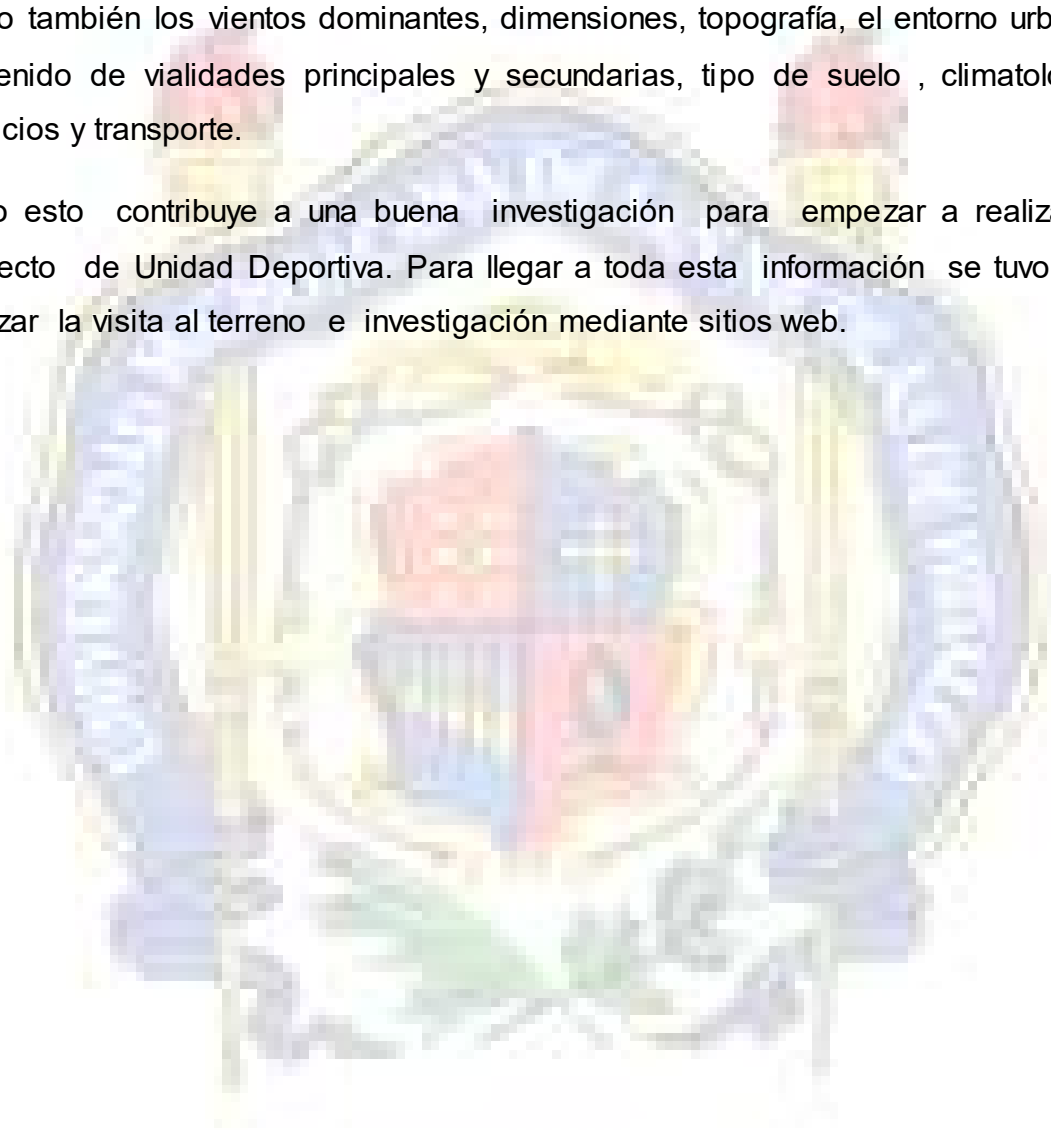 o también los vientos dominantes, dimensiones, topografía, el entorno urb
enido de vialidades principales y secundarias, tipo de suelo , climatolo
cios y transporte.
o esto contribuye a una buena investigación para empezar a realiza
ecto de Unidad Deportiva. Para llegar a toda esta información se tuvo
zar la visita al terreno e investigación mediante sitios web.